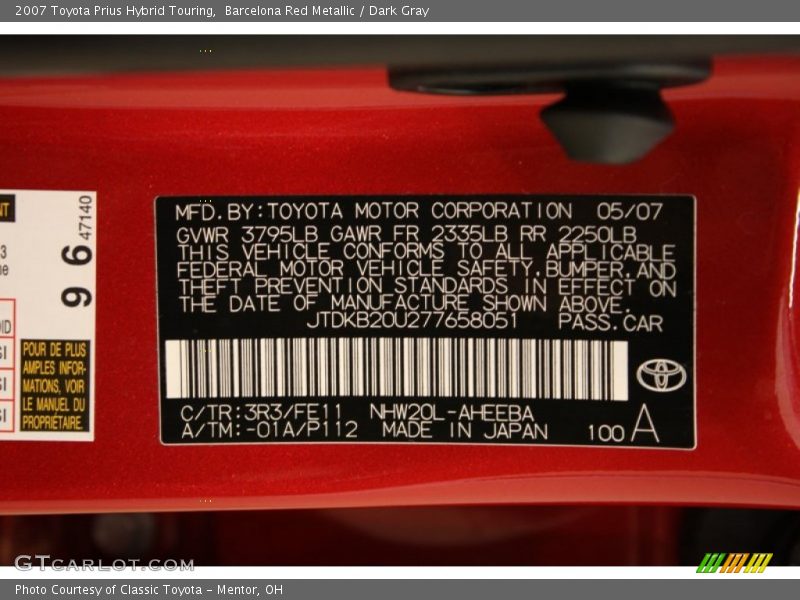 2007 Toyota Prius Hybrid Touring,  Barcelona Red Metallic / Dark Gray
MFD.BY:TOYOTA MOTOR CORPORATION 05/07
GVWR 3795LB GAWR FR 2335LB RR 2250LB
THIS VEHICLE CONFORMS TO ALL APPLICABLE
FEDERAL MOTOR VEHICLE SAFETY,BUMPER,AND
THEFT PREVENTION STANDARDS IN EFFECT ON
THE DATE OF MANUFACTURE SHOWN ABOVE.
JTDKB20U277658051 PASS.CAR
C/TR:3R3/FE11 NHW20L-AHEEBA
A/TM:-01A/P112 MADE IN JAPAN 100 A
NT
96
47140
POUR DE PLUS
AMPLES INFOR-
MATIONS, VOIR
LE MANUEL DU
PROPRIÉTAIRE.
GTCARLOT.COM
Photo Courtesy of Classic Toyota - Mentor, OH